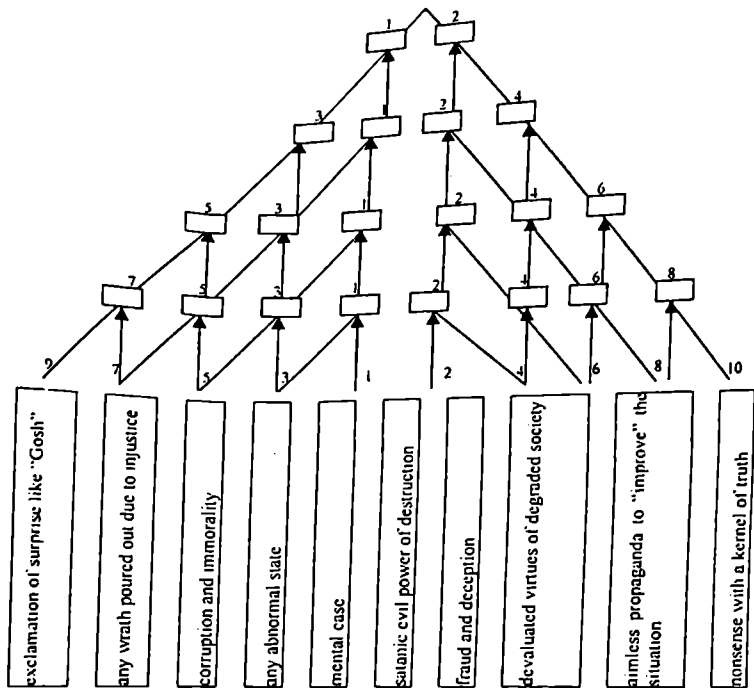 1 2
3 1 2 4
5 3 1 2 4 6
7 5 3 1 2 4 6 8
9 7 5 3 1 2 4 6 8 10
exclamation of surprise like "Gosh"
any wrath poured out due to injustice
corruption and immorality
any abnormal state
mental case
satanic evil power of destruction
fraud and deception
devaluated virtues of degraded society
aimless propaganda to "improve" the
situation
nonsense with a kernel of truth